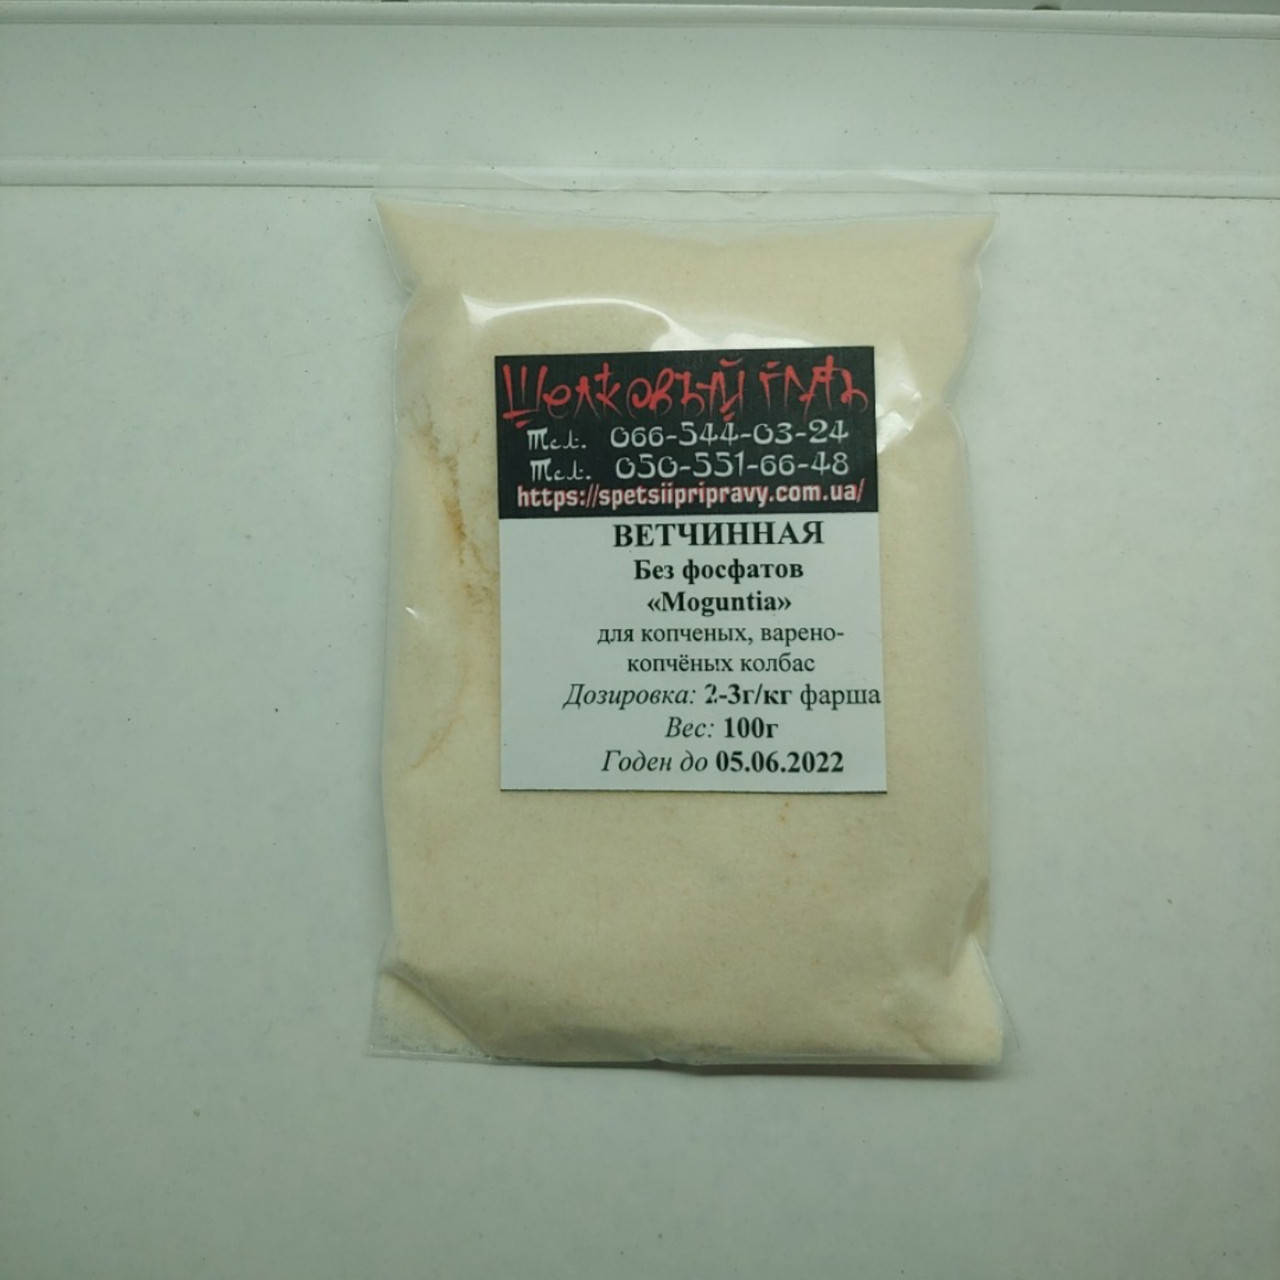 Шелковый путь
Тел. 066-544-03-24
Тел. 050-551-66-48
https://spetsiipripravy.com.ua/
ВЕТЧИННАЯ
Без фосфатов
«Moguntia»
для копченых, варено-
копчёных колбас
Дозировка: 2-3г/кг фарша
Вес: 100г
Годен до 05.06.2022